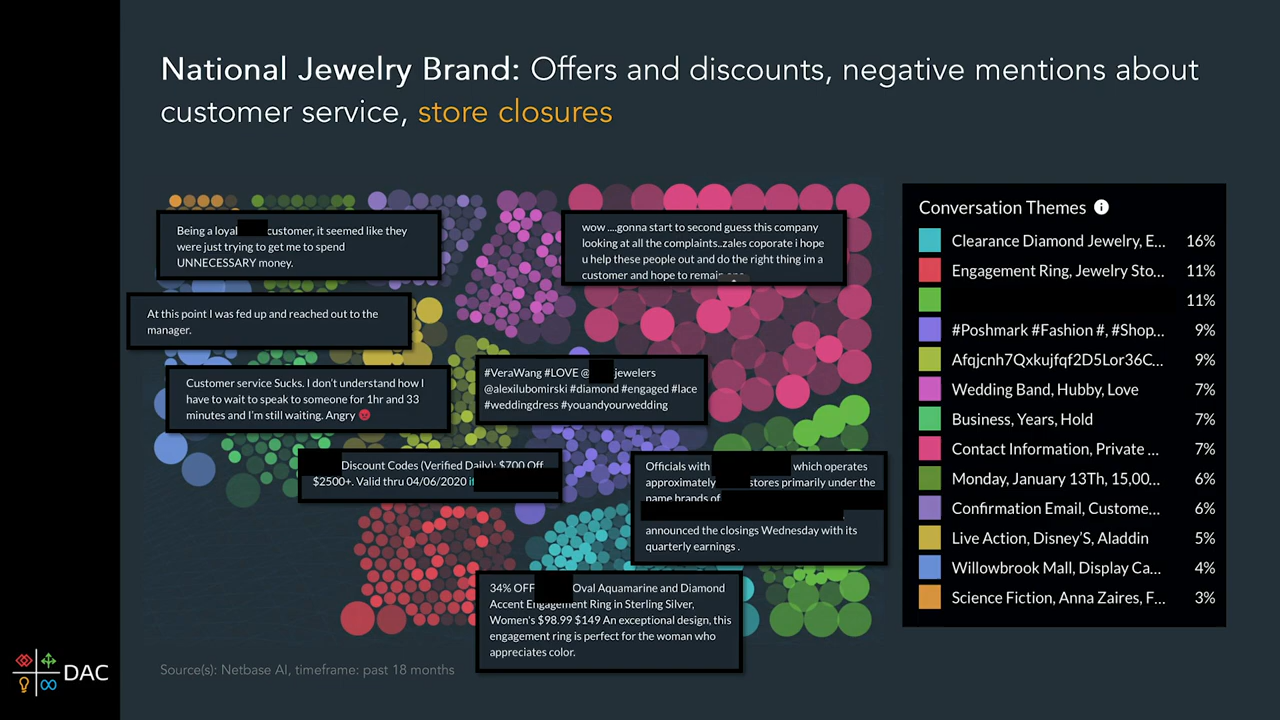 National Jewelry Brand: Offers and discounts, negative mentions about
customer service, store closures
Being a loyal customer, it seemed like they
were just trying to get me to spend
UNNECESSARY money.
wow ....gonna start to second guess this company
looking at all the complaints..zales coporate i hope
u help these people out and do the right thing im a
customer and hope to remain one.
At this point I was fed up and reached out to the
manager.
Customer service Sucks. I don't understand how I
have to wait to speak to someone for 1hr and 33
minutes and I'm still waiting. Angry 😡
#VeraWang #LOVE @ jewelers
@alexilubomirski #diamond #engaged #lace
#weddingdress #youandyourwedding
Discount Codes (Verified Daily): $700 Off
$2500+. Valid thru 04/06/2020
Officials with which operates
approximately stores primarily under the
name brands of
announced the closings Wednesday with its
quarterly earnings .
34% OFF Oval Aquamarine and Diamond
Accent Engagement Ring in Sterling Silver,
Women's $98.99 $149 An exceptional design, this
engagement ring is perfect for the woman who
appreciates color.
Conversation Themes i
Clearance Diamond Jewelry, E... 16%
Engagement Ring, Jewelry Sto... 11%
11%
#Poshmark #Fashion #, #Shop... 9%
Afqjcnh7Qxkujfqf2D5Lor36C... 9%
Wedding Band, Hubby, Love 7%
Business, Years, Hold 7%
Contact Information, Private ... 7%
Monday, January 13Th, 15,00... 6%
Confirmation Email, Custome... 6%
Live Action, Disney'S, Aladdin 5%
Willowbrook Mall, Display Ca... 4%
Science Fiction, Anna Zaires, F... 3%
Source(s): Netbase AI, timeframe: past 18 months
DAC